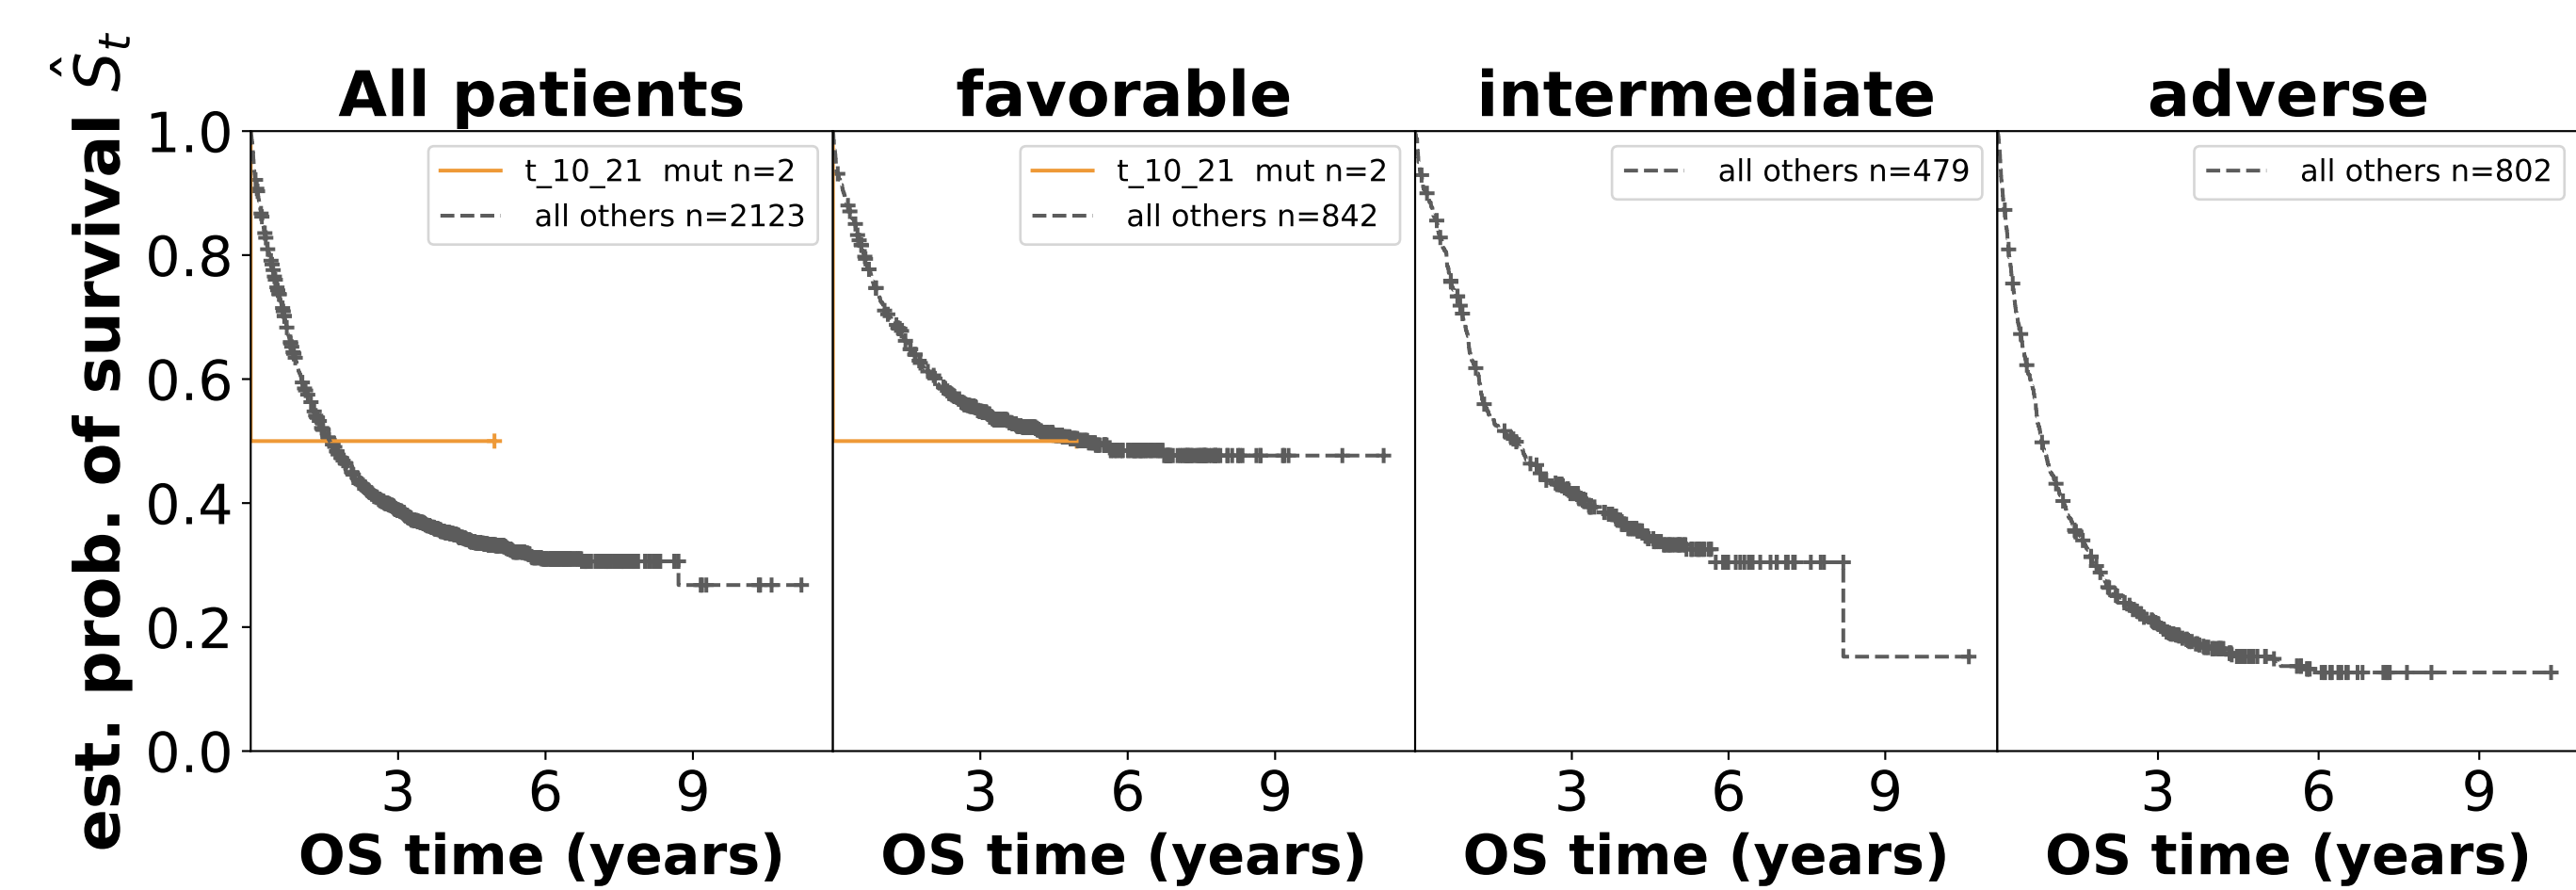 est. prob. of survival Ŝt
All patients
1.0
0.8
0.6
0.4
0.2
0.0
t_10_21 mut n=2
all others n=2123
3 6 9
OS time (years)
favorable
t_10_21 mut n=2
all others n=842
3 6 9
OS time (years)
intermediate
all others n=479
3 6 9
OS time (years)
adverse
all others n=802
3 6 9
OS time (years)